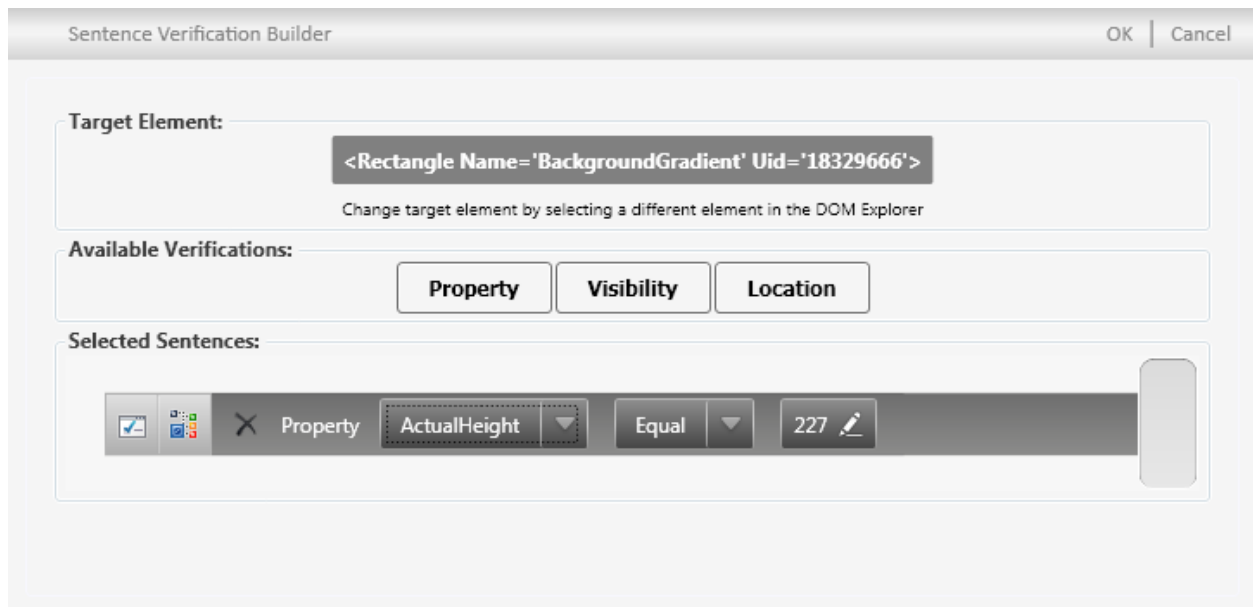 Sentence Verification Builder OK Cancel
Target Element:
<Rectangle Name='BackgroundGradient' Uid='18329666'>
Change target element by selecting a different element in the DOM Explorer
Available Verifications:
Property Visibility Location
Selected Sentences:
Property ActualHeight Equal 227